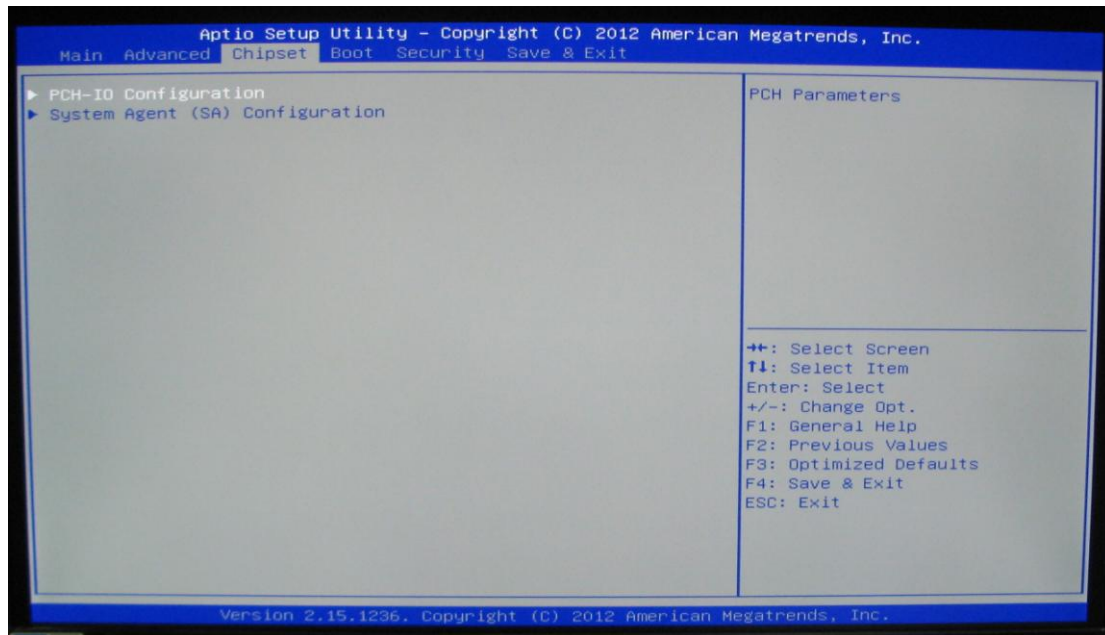 Aptio Setup Utility – Copyright (C) 2012 American Megatrends, Inc.
Main Advanced Chipset Boot Security Save & Exit
► PCH-IO Configuration
► System Agent (SA) Configuration
PCH Parameters
→←: Select Screen
↑↓: Select Item
Enter: Select
+/-: Change Opt.
F1: General Help
F2: Previous Values
F3: Optimized Defaults
F4: Save & Exit
ESC: Exit
Version 2.15.1236. Copyright (C) 2012 American Megatrends, Inc.